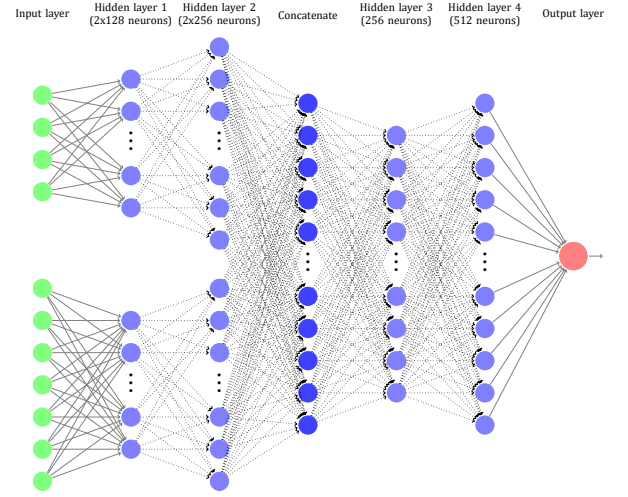 Input layer
Hidden layer 1
(2x128 neurons)
Hidden layer 2
(2x256 neurons)
Concatenate
Hidden layer 3
(256 neurons)
Hidden layer 4
(512 neurons)
Output layer